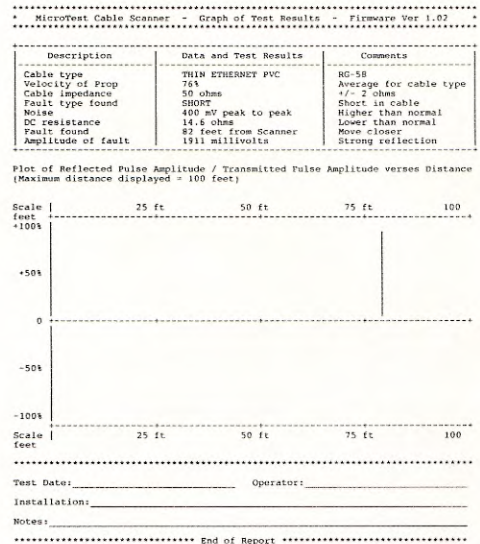 * MicroTest Cable Scanner - Graph of Test Results - Firmware Ver 1.02 *
Description | Data and Test Results | Comments
Cable type | THIN ETHERNET PVC | RG-58
Velocity of Prop | 76% | Average for cable type
Cable impedance | 50 ohms | +/- 2 ohms
Fault type found | SHORT | Short in cable
Noise | 400 mV peak to peak | Higher than normal
DC resistance | 14.6 ohms | Lower than normal
Fault found | 82 feet from Scanner | Move closer
Amplitude of fault | 1911 millivolts | Strong reflection
Plot of Reflected Pulse Amplitude / Transmitted Pulse Amplitude verses Distance
(Maximum distance displayed = 100 feet)
Scale | 25 ft 50 ft 75 ft 100
feet
+100%
+50%
0
-50%
-100%
Scale | 25 ft 50 ft 75 ft 100
feet
Test Date: Operator:
Installation:
Notes:
End of Report